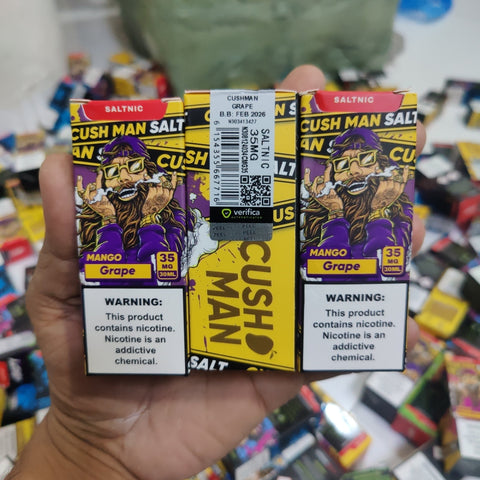 SALTNIC
CUSH MAN SALT
MANGO
Grape
35
MG
30ML
WARNING:
This product
contains nicotine.
Nicotine is an
addictive
chemical.
CUSHMAN
GRAPE
B.B: FEB 2026
SALTNIC
35MG
verifica
CUSH
MAN
CUS
SALT
SALTNIC
CUSH MAN SALT
MANGO
Grape
35
MG
30ML
WARNING:
This product
contains nicotine.
Nicotine is an
addictive
chemical.